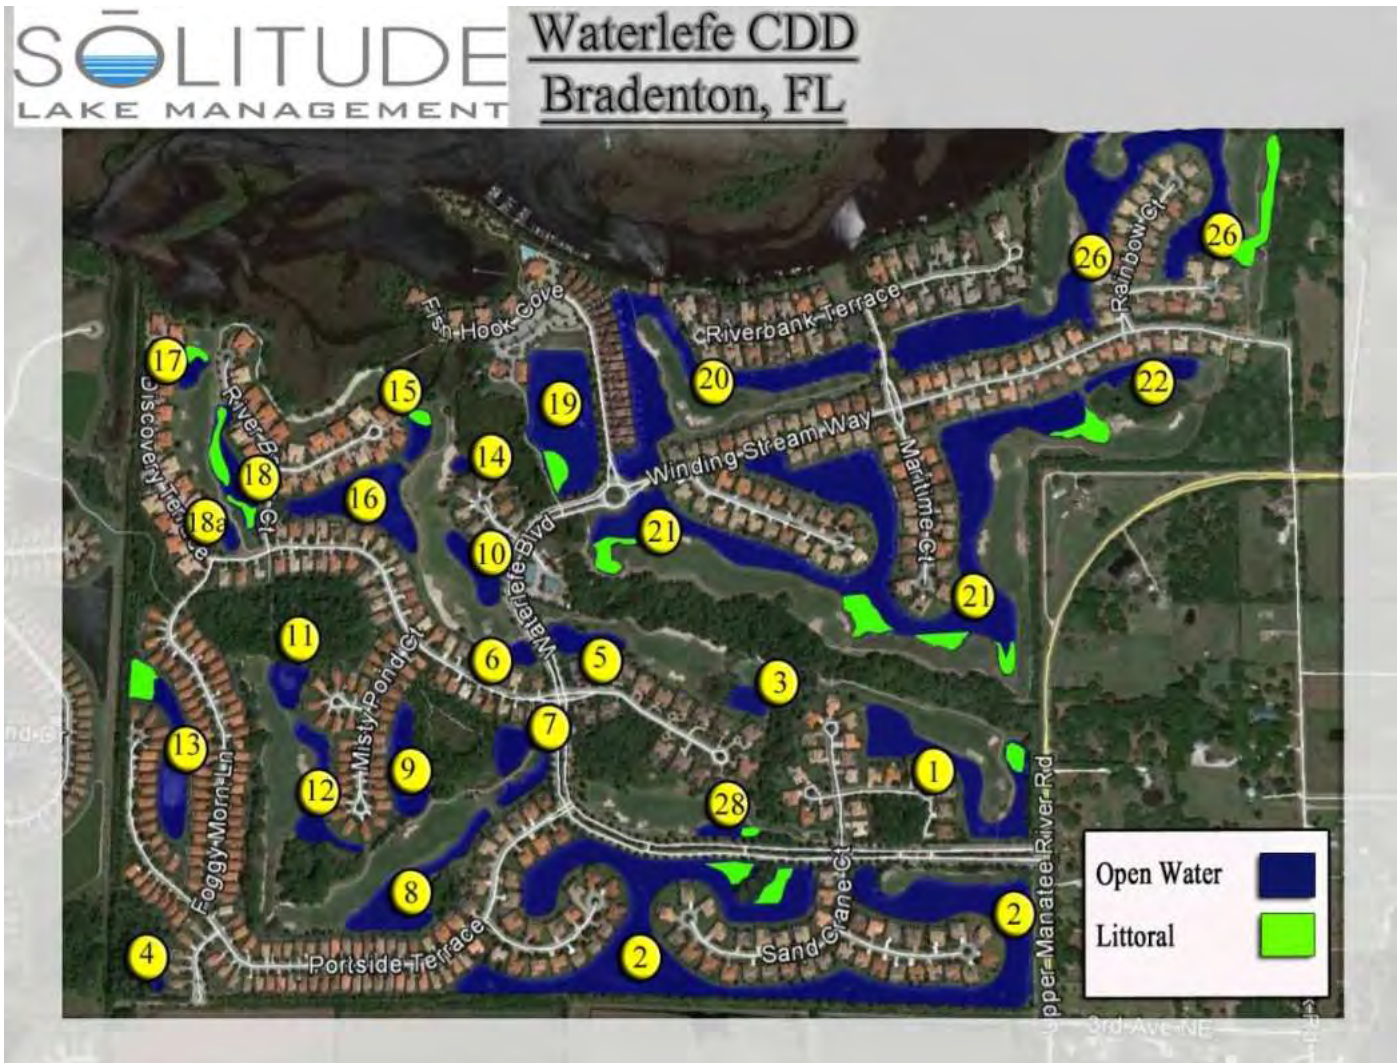 SŌLITUDE
LAKE MANAGEMENT
Waterlefe CDD
Bradenton, FL
26
26
Rainbow Ct
Fish Hook Cove
Riverbank Terrace
17
15
20
22
19
Discovery Terrace
14
Winding Stream Way
18
16
18a
Ct
Maritime Ct
21
10
Waterlefe Blvd
21
11
Misty Pond Ct
6
5
3
7
13
Foggy Morn Ln
12
9
28
1
Upper Manatee River Rd
8
Sand Crane Ct
2
4
Portside Terrace
2
Open Water
Littoral
3rd Ave NE